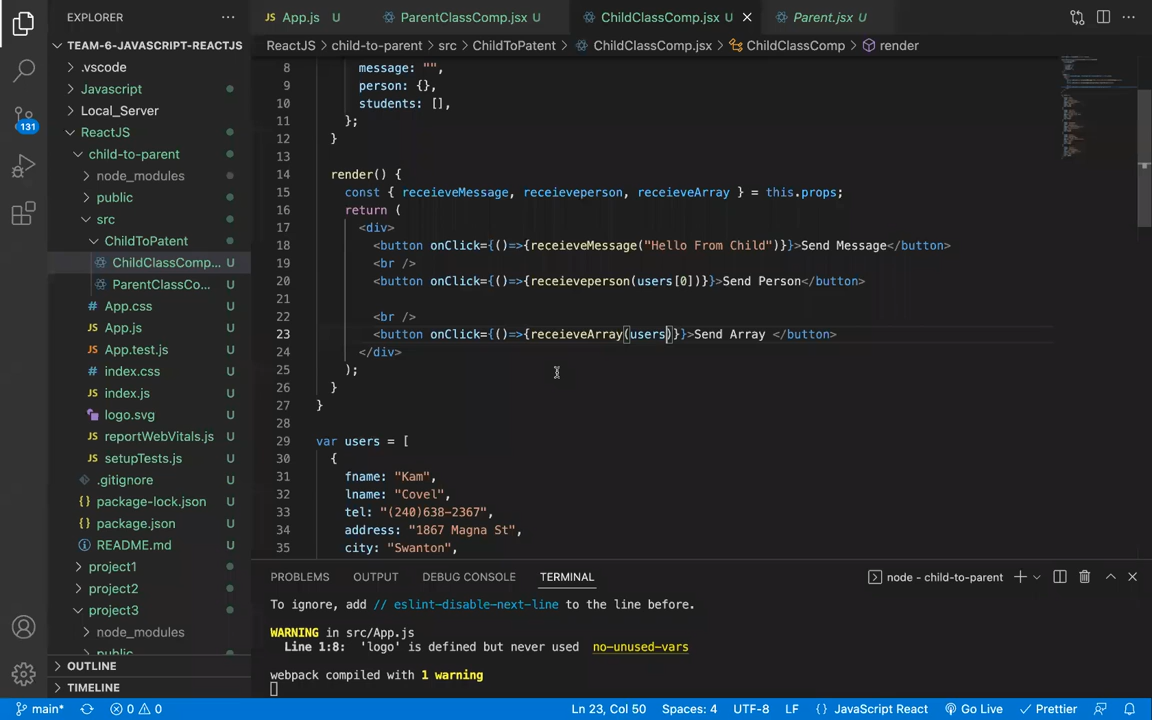 EXPLORER
TEAM-6-JAVASCRIPT-REACTJS
.vscode
Javascript
Local_Server
ReactJS
child-to-parent
node_modules
public
src
ChildToPatent
ChildClassComp... U
ParentClassCo... U
App.css U
App.js U
App.test.js U
index.css U
index.js U
logo.svg U
reportWebVitals.js U
setupTests.js U
.gitignore U
package-lock.json U
package.json U
README.md U
project1
project2
project3
node_modules
public
OUTLINE
TIMELINE
131
App.js U
ParentClassComp.jsx U
ChildClassComp.jsx U
Parent.jsx U
ReactJS > child-to-parent > src > ChildToPatent > ChildClassComp.jsx > ChildClassComp > render
8 message: "",
9 person: {},
10 students: [],
11 };
12 }
13
14 render() {
15 const { receieveMessage, receieveperson, receieveArray } = this.props;
16 return (
17 <div>
18 <button onClick={()=>{receieveMessage("Hello From Child")}}>Send Message</button>
19 <br />
20 <button onClick={()=>{receieveperson(users[0])}}>Send Person</button>
21
22 <br />
23 <button onClick={()=>{receieveArray(users)}}>Send Array </button>
24 </div>
25 );
26 }
27 }
28
29 var users = [
30 {
31 fname: "Kam",
32 lname: "Covel",
33 tel: "(240)638-2367",
34 address: "1867 Magna St",
35 city: "Swanton",
PROBLEMS OUTPUT DEBUG CONSOLE TERMINAL
node - child-to-parent
To ignore, add // eslint-disable-next-line to the line before.
WARNING in src/App.js
Line 1:8: 'logo' is defined but never used no-unused-vars
webpack compiled with 1 warning
main* 0 0
Ln 23, Col 50 Spaces: 4 UTF-8 LF {} JavaScript React Go Live Prettier